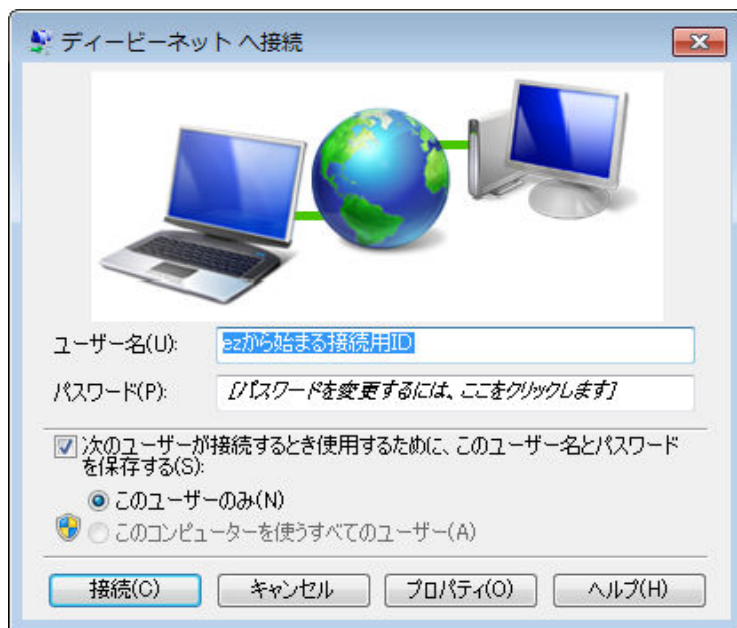 ディービーネット へ接続
ユーザー名(U):
ezから始まる接続用ID
パスワード(P):
[パスワードを変更するには、ここをクリックします]
次のユーザーが接続するとき使用するために、このユーザー名とパスワード
を保存する(S):
このユーザーのみ(N)
このコンピューターを使うすべてのユーザー(A)
接続(C)
キャンセル
プロパティ(O)
ヘルプ(H)